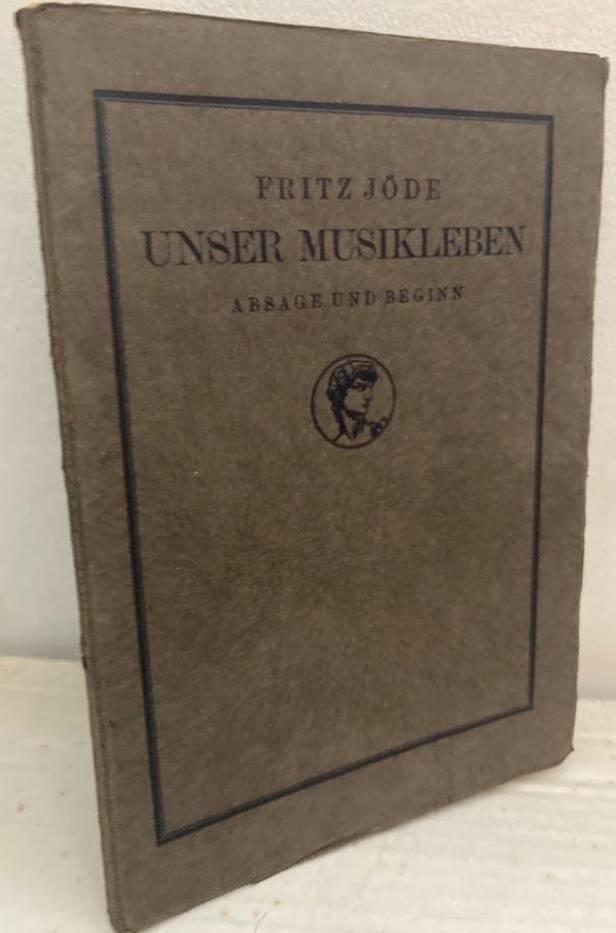 FRITZ JÖDE
UNSER MUSIKLEBEN
ABSAGE UND BEGINN